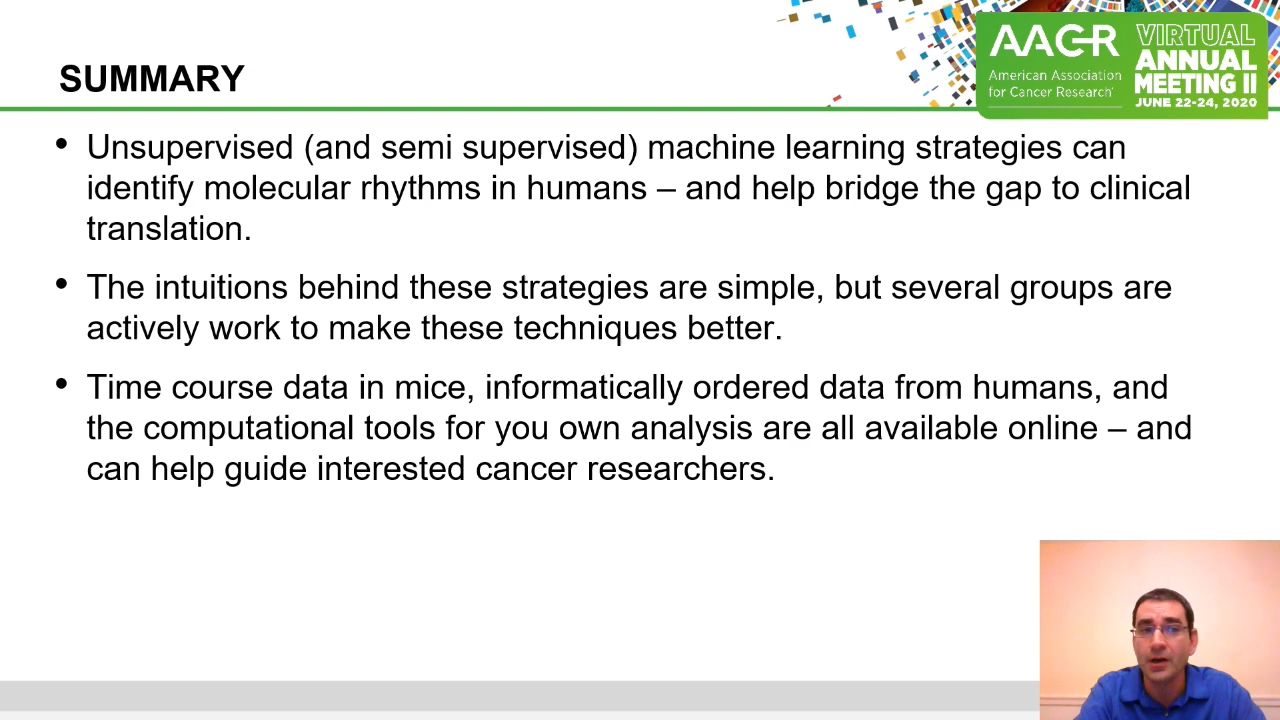 SUMMARY
AACR
American Association
for Cancer Research
VIRTUAL
ANNUAL
MEETING II
JUNE 22-24, 2020
• Unsupervised (and semi supervised) machine learning strategies can
identify molecular rhythms in humans – and help bridge the gap to clinical
translation.
• The intuitions behind these strategies are simple, but several groups are
actively work to make these techniques better.
• Time course data in mice, informatically ordered data from humans, and
the computational tools for you own analysis are all available online – and
can help guide interested cancer researchers.